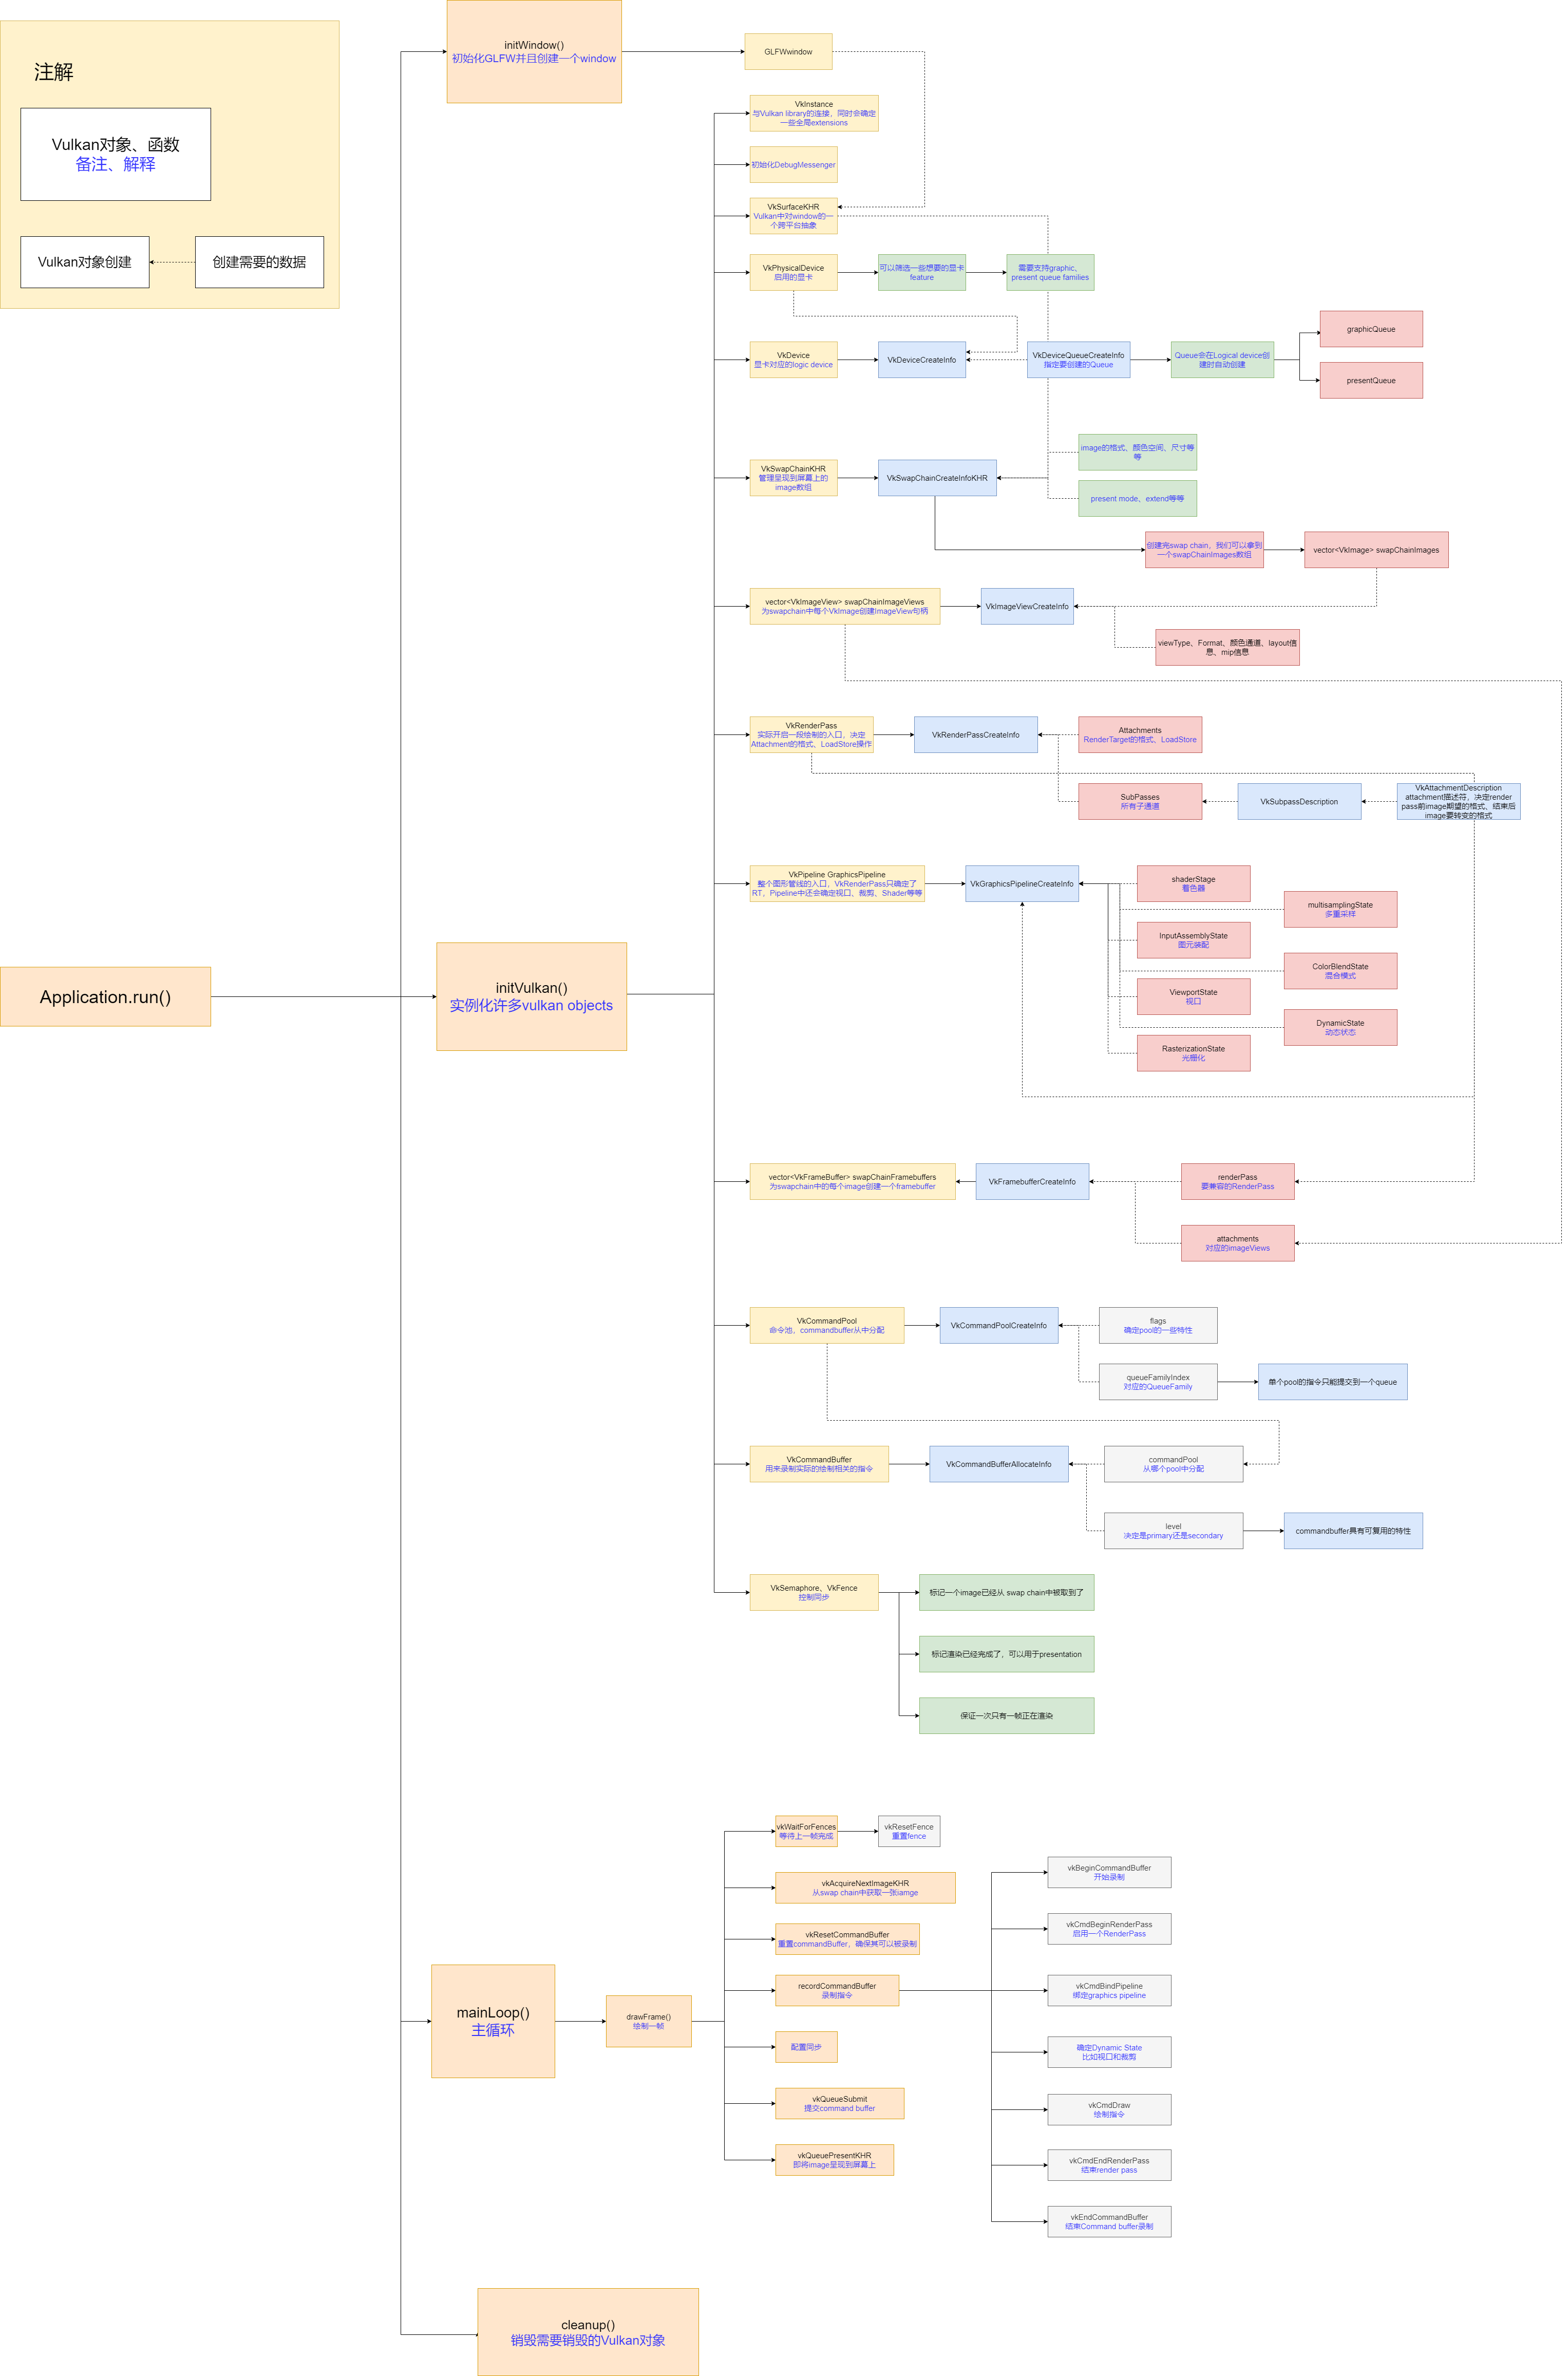 注解
Vulkan对象、函数
备注、解释
Vulkan对象创建
创建需要的数据
Application.run()
initWindow()
初始化GLFW并且创建一个window
GLFWwindow
initVulkan()
实例化许多vulkan objects
VkInstance
与Vulkan library的连接，同时会确定
一些全局extensions
初始化DebugMessenger
VkSurfaceKHR
Vulkan中对window的一
个跨平台抽象
VkPhysicalDevice
启用的显卡
可以筛选一些想要的显卡
feature
需要支持graphic、
present queue families
VkDevice
显卡对应的logic device
VkDeviceCreateInfo
VkDeviceQueueCreateInfo
指定要创建的Queue
Queue会在Logical device创
建时自动创建
graphicQueue
presentQueue
VkSwapChainKHR
管理呈现到屏幕上的
image数组
VkSwapChainCreateInfoKHR
image的格式、颜色空间、尺寸等
等
present mode、extend等等
创建完swap chain，我们可以拿到
一个swapChainImages数组
vector<VkImage> swapChainImages
vector<VkImageView> swapChainImageViews
为swapchain中每个VkImage创建ImageView句柄
VkImageViewCreateInfo
viewType、Format、颜色通道、layout信
息、mip信息
VkRenderPass
实际开启一段绘制的入口，决定
Attachment的格式、LoadStore操作
VkRenderPassCreateInfo
Attachments
RenderTarget的格式、LoadStore
SubPasses
所有子通道
VkSubpassDescription
VkAttachmentDescription
attachment描述符，决定render
pass前image期望的格式、结束后
image要转变的格式
VkPipeline GraphicsPipeline
整个图形管线的入口，VkRenderPass只确定了
RT，Pipeline中还会确定视口、裁剪、Shader等等
VkGraphicsPipelineCreateInfo
shaderStage
着色器
multisamplingState
多重采样
InputAssemblyState
图元装配
ColorBlendState
混合模式
ViewportState
视口
DynamicState
动态状态
RasterizationState
光栅化
vector<VkFrameBuffer> swapChainFramebuffers
为swapchain中的每个image创建一个framebuffer
VkFramebufferCreateInfo
renderPass
要兼容的RenderPass
attachments
对应的imageViews
VkCommandPool
命令池，commandbuffer从中分配
VkCommandPoolCreateInfo
flags
确定pool的一些特性
queueFamilyIndex
对应的QueueFamily
单个pool的指令只能提交到一个queue
VkCommandBuffer
用来录制实际的绘制相关的指令
VkCommandBufferAllocateInfo
commandPool
从哪个pool中分配
level
决定是primary还是secondary
commandbuffer具有可复用的特性
VkSemaphore、VkFence
控制同步
标记一个image已经从 swap chain中被取到了
标记渲染已经完成了，可以用于presentation
保证一次只有一帧正在渲染
mainLoop()
主循环
drawFrame()
绘制一帧
vkWaitForFences
等待上一帧完成
vkResetFence
重置fence
vkAcquireNextImageKHR
从swap chain中获取一张iamge
vkResetCommandBuffer
重置commandBuffer，确保其可以被录制
recordCommandBuffer
录制指令
配置同步
vkQueueSubmit
提交command buffer
vkQueuePresentKHR
即将image呈现到屏幕上
vkBeginCommandBuffer
开始录制
vkCmdBeginRenderPass
启用一个RenderPass
vkCmdBindPipeline
绑定graphics pipeline
确定Dynamic State
比如视口和裁剪
vkCmdDraw
绘制指令
vkCmdEndRenderPass
结束render pass
vkEndCommandBuffer
结束Command buffer录制
cleanup()
销毁需要销毁的Vulkan对象